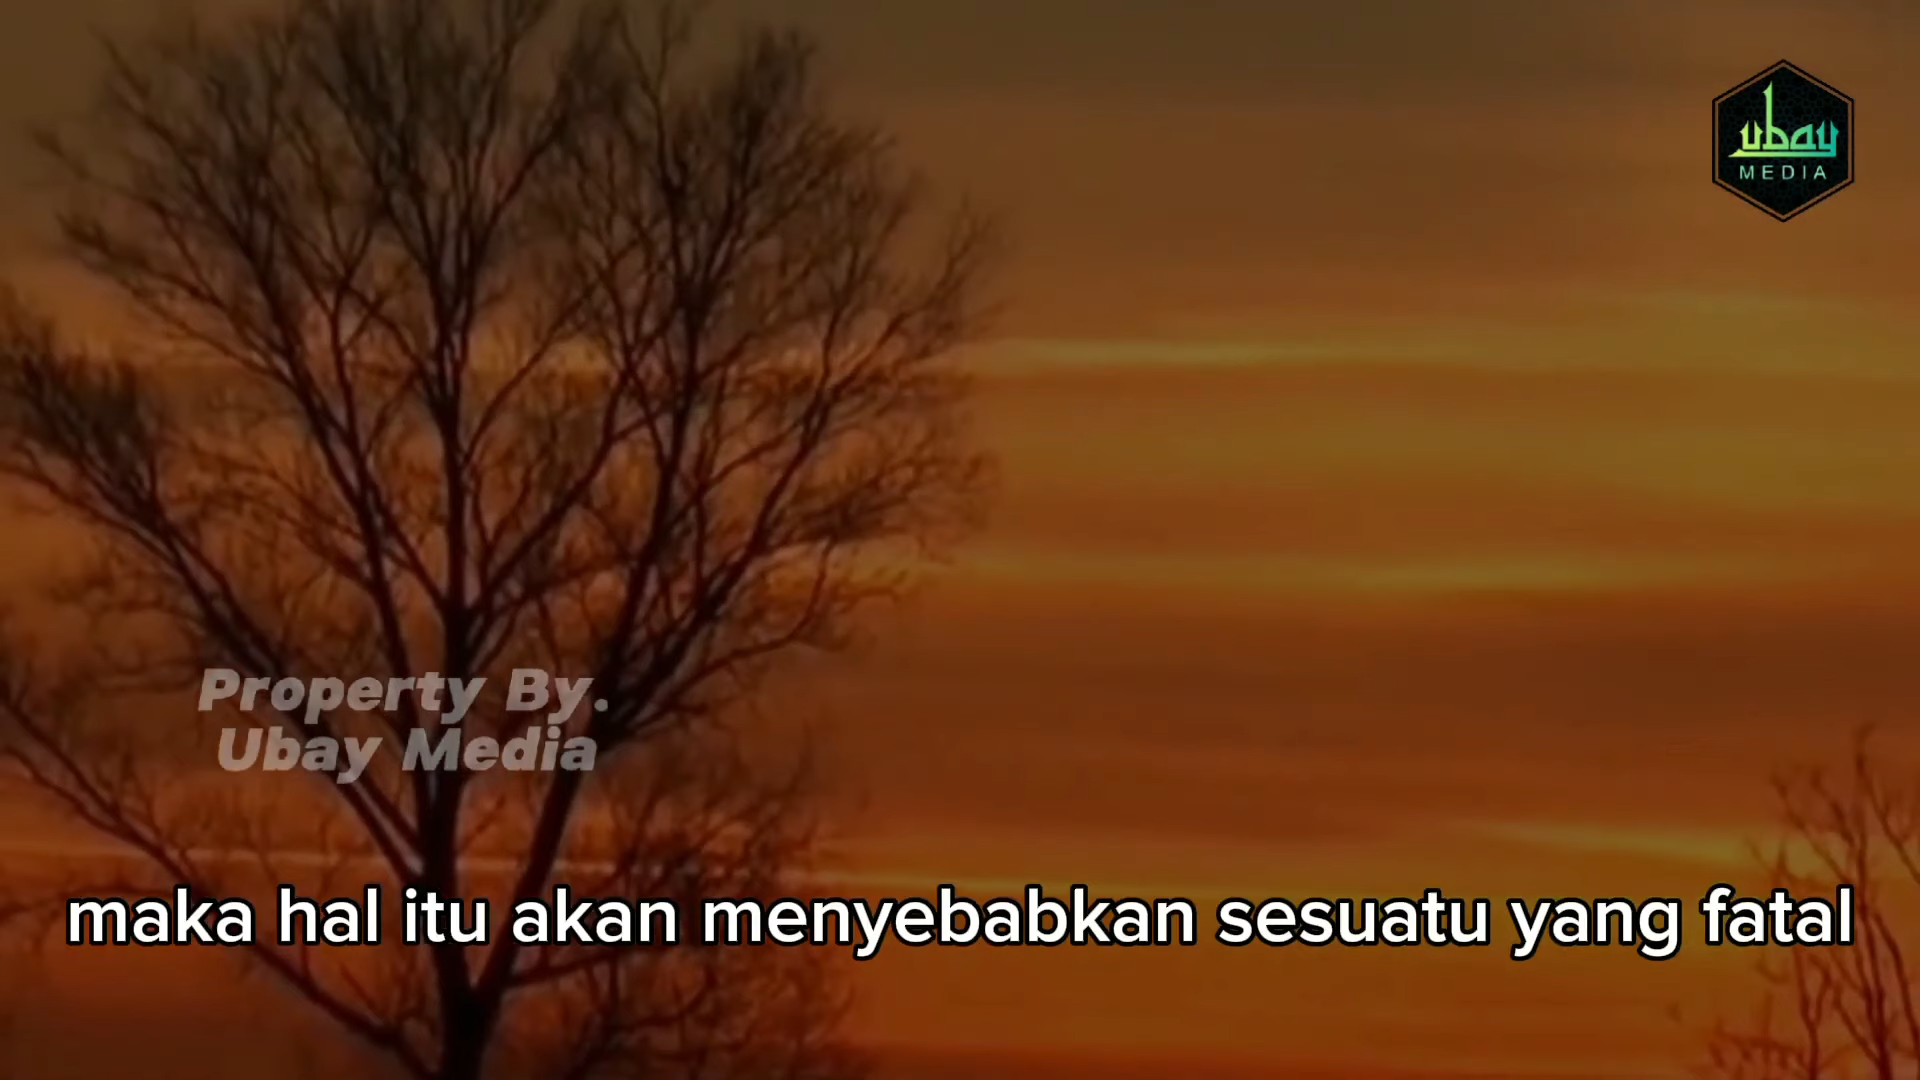 ubay
MEDIA
Property By.
Ubay Media
maka hal itu akan menyebabkan sesuatu yang fatal